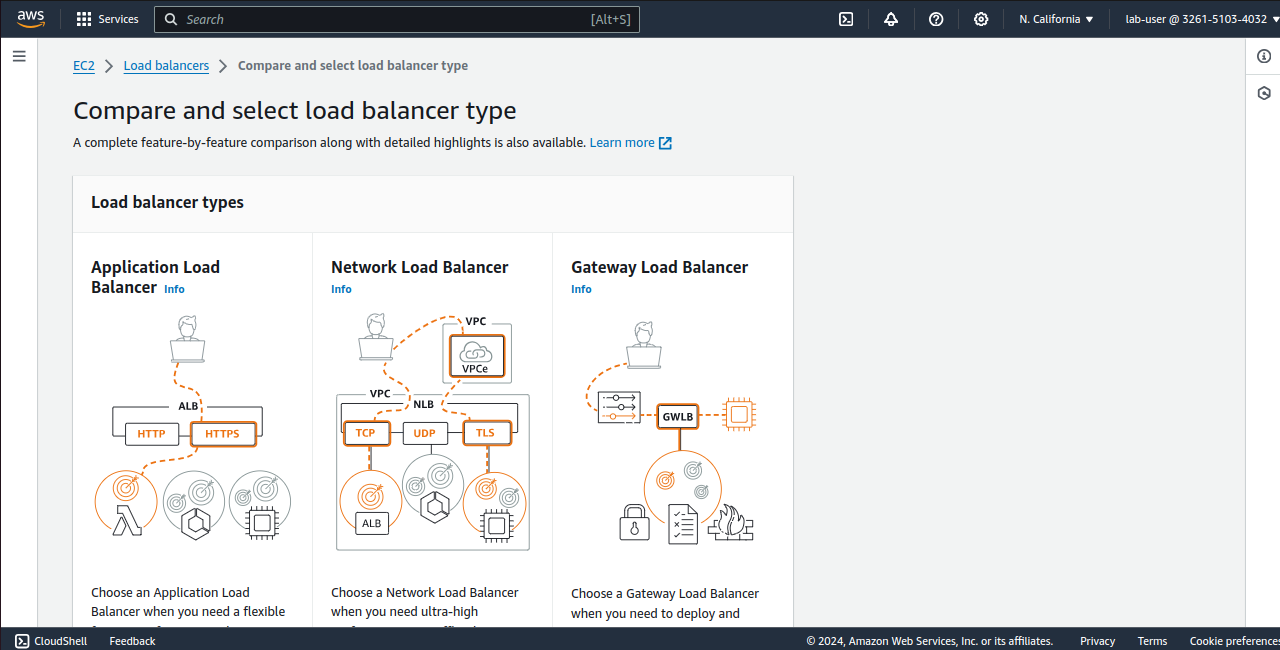 aws
Services
Search
[Alt+S]
N. California
lab-user @ 3261-5103-4032
EC2
Load balancers
Compare and select load balancer type
Compare and select load balancer type
A complete feature-by-feature comparison along with detailed highlights is also available. Learn more
Load balancer types
Application Load
Balancer Info
ALB
HTTP
HTTPS
Choose an Application Load
Balancer when you need a flexible
Network Load Balancer
Info
VPC
VPCe
VPC
NLB
TCP
UDP
TLS
ALB
Choose a Network Load Balancer
when you need ultra-high
Gateway Load Balancer
Info
GWLB
Choose a Gateway Load Balancer
when you need to deploy and
CloudShell
Feedback
© 2024, Amazon Web Services, Inc. or its affiliates.
Privacy
Terms
Cookie preferences